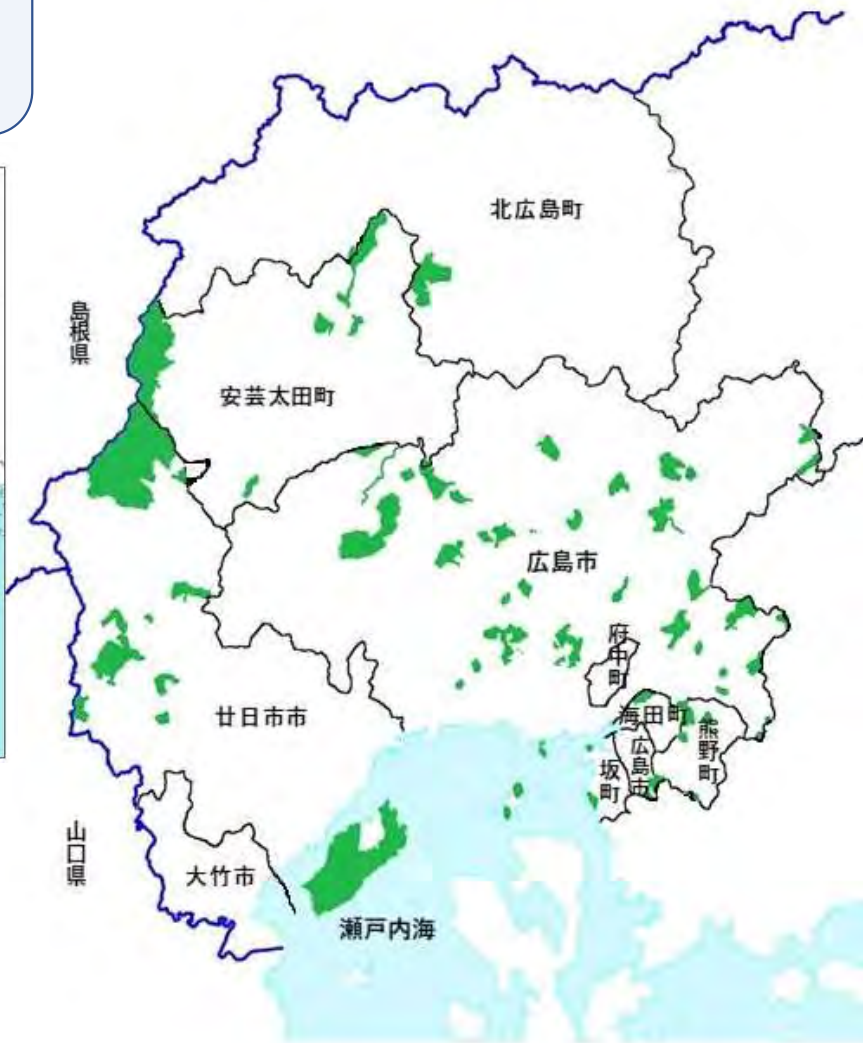 北広島町
島根県
安芸太田町
広島市
府中町
海田町
廿日市市
広島市
熊野町
坂町
山口県
大竹市
瀬戸内海